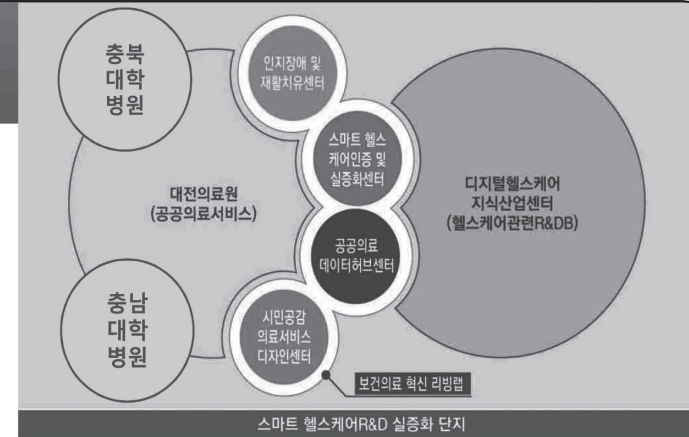 충북
대학
병원
인지장애 및
재활치유센터
스마트 헬스
케어인증 및
실증화센터
대전의료원
(공공의료서비스)
디지털헬스케어
지식산업센터
(헬스케어관련R&DB)
공공의료
데이터허브센터
충남
대학
병원
시민공감
의료서비스
디자인센터
보건의료 혁신 리빙랩
스마트 헬스케어R&D 실증화 단지